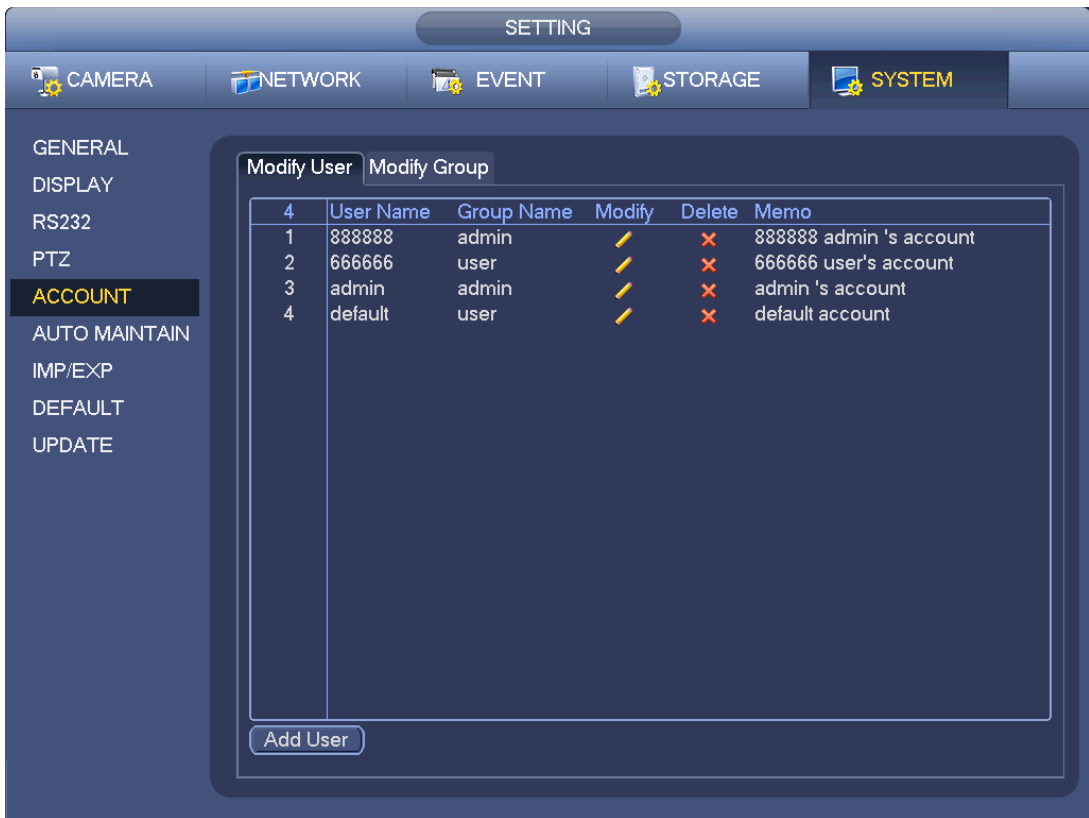 SETTING
CAMERA NETWORK EVENT STORAGE SYSTEM
GENERAL
DISPLAY
RS232
PTZ
ACCOUNT
AUTO MAINTAIN
IMP/EXP
DEFAULT
UPDATE
Modify User Modify Group
4 User Name Group Name Modify Delete Memo
1 888888 admin 888888 admin 's account
2 666666 user 666666 user's account
3 admin admin admin 's account
4 default user default account
Add User